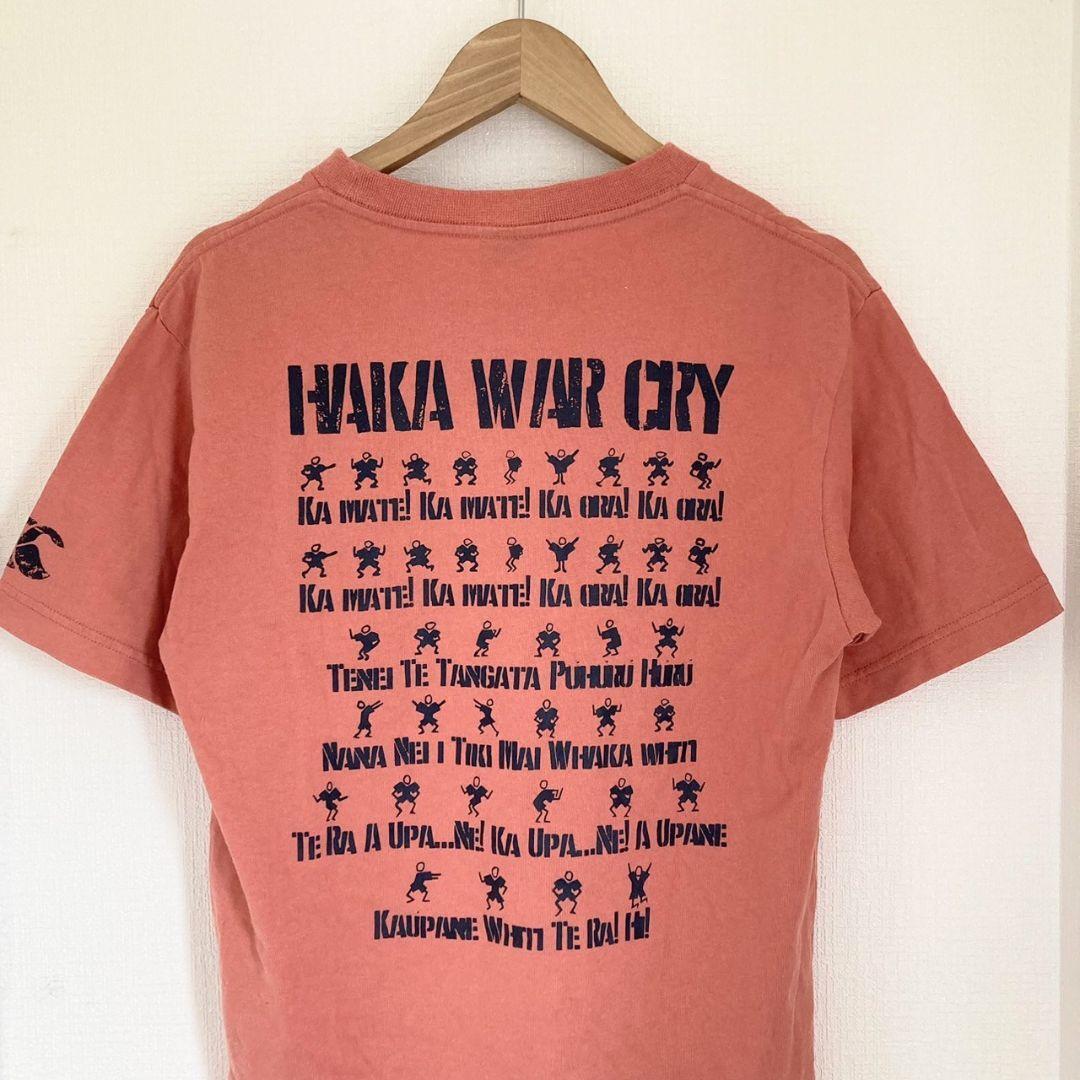 HAKA WAR CRY
KA MATE! KA MATE! KA ORA! KA ORA!
KA MATE! KA MATE! KA ORA! KA ORA!
TENEI TE TANGATA PUHURU HURU
NANA NEI I TIKI MAI WHAKA WHITI
TE RA A UPA...NE! KA UPA...NE! A UPANE
KAUPANE WHITI TE RA! HI!